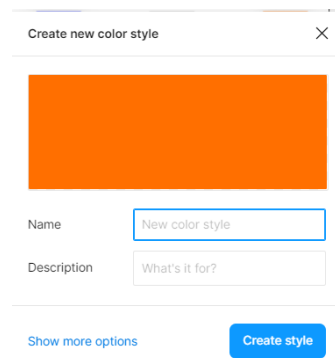 Create new color style
Name
New color style
Description
What's it for?
Show more options
Create style